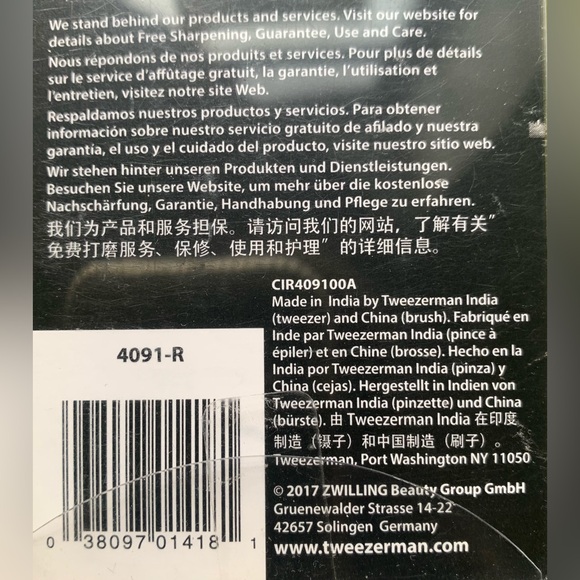 We stand behind our products and services. Visit our website for
details about Free Sharpening, Guarantee, Use and Care.
Nous répondons de nos produits et services. Pour plus de détails
sur le service d'affûtage gratuit, la garantie, l'utilisation et
l'entretien, visitez notre site Web.
Respaldamos nuestros productos y servicios. Para obtener
información sobre nuestro servicio gratuito de afilado y nuestra
garantía, el uso y el cuidado del producto, visite nuestro sitio web.
Wir stehen hinter unseren Produkten und Dienstleistungen.
Besuchen Sie unsere Website, um mehr über die kostenlose
Nachschärfung, Garantie, Handhabung und Pflege zu erfahren.
我们为产品和服务担保。请访问我们的网站，了解有关"
免费打磨服务、保修、使用和护理"的详细信息。
CIR409100A
Made in India by Tweezerman India
(tweezer) and China (brush). Fabriqué en
Inde par Tweezerman India (pince à
épiler) et en Chine (brosse). Hecho en la
India por Tweezerman India (pinza) y
China (cejas). Hergestellt in Indien von
Tweezerman India (pinzette) und China
(bürste). 由 Tweezerman India 在印度
制造（镊子）和中国制造（刷子）。
Tweezerman, Port Washington NY 11050
© 2017 ZWILLING Beauty Group GmbH
Gruenewalder Strasse 14-22
42657 Solingen Germany
www.tweezerman.com
4091-R
0 38097 01418 1